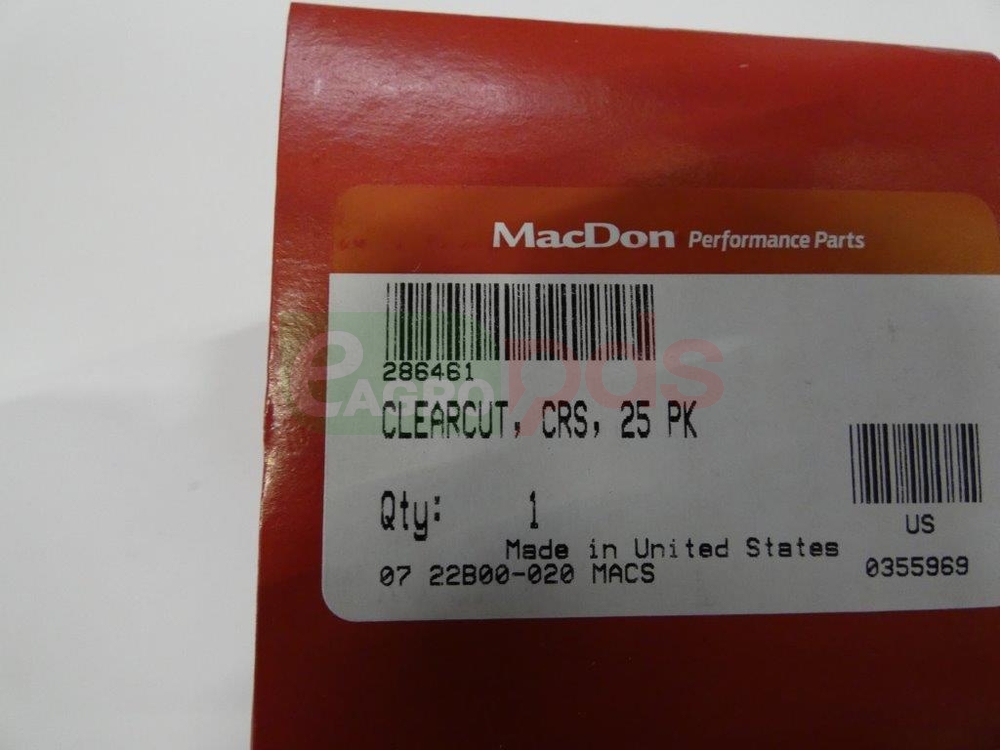 MacDon Performance Parts
286461
eAGROpds
CLEARCUT, CRS, 25 PK
Qty: 1
US
Made in United States
07 22B00-020 MACS
0355969